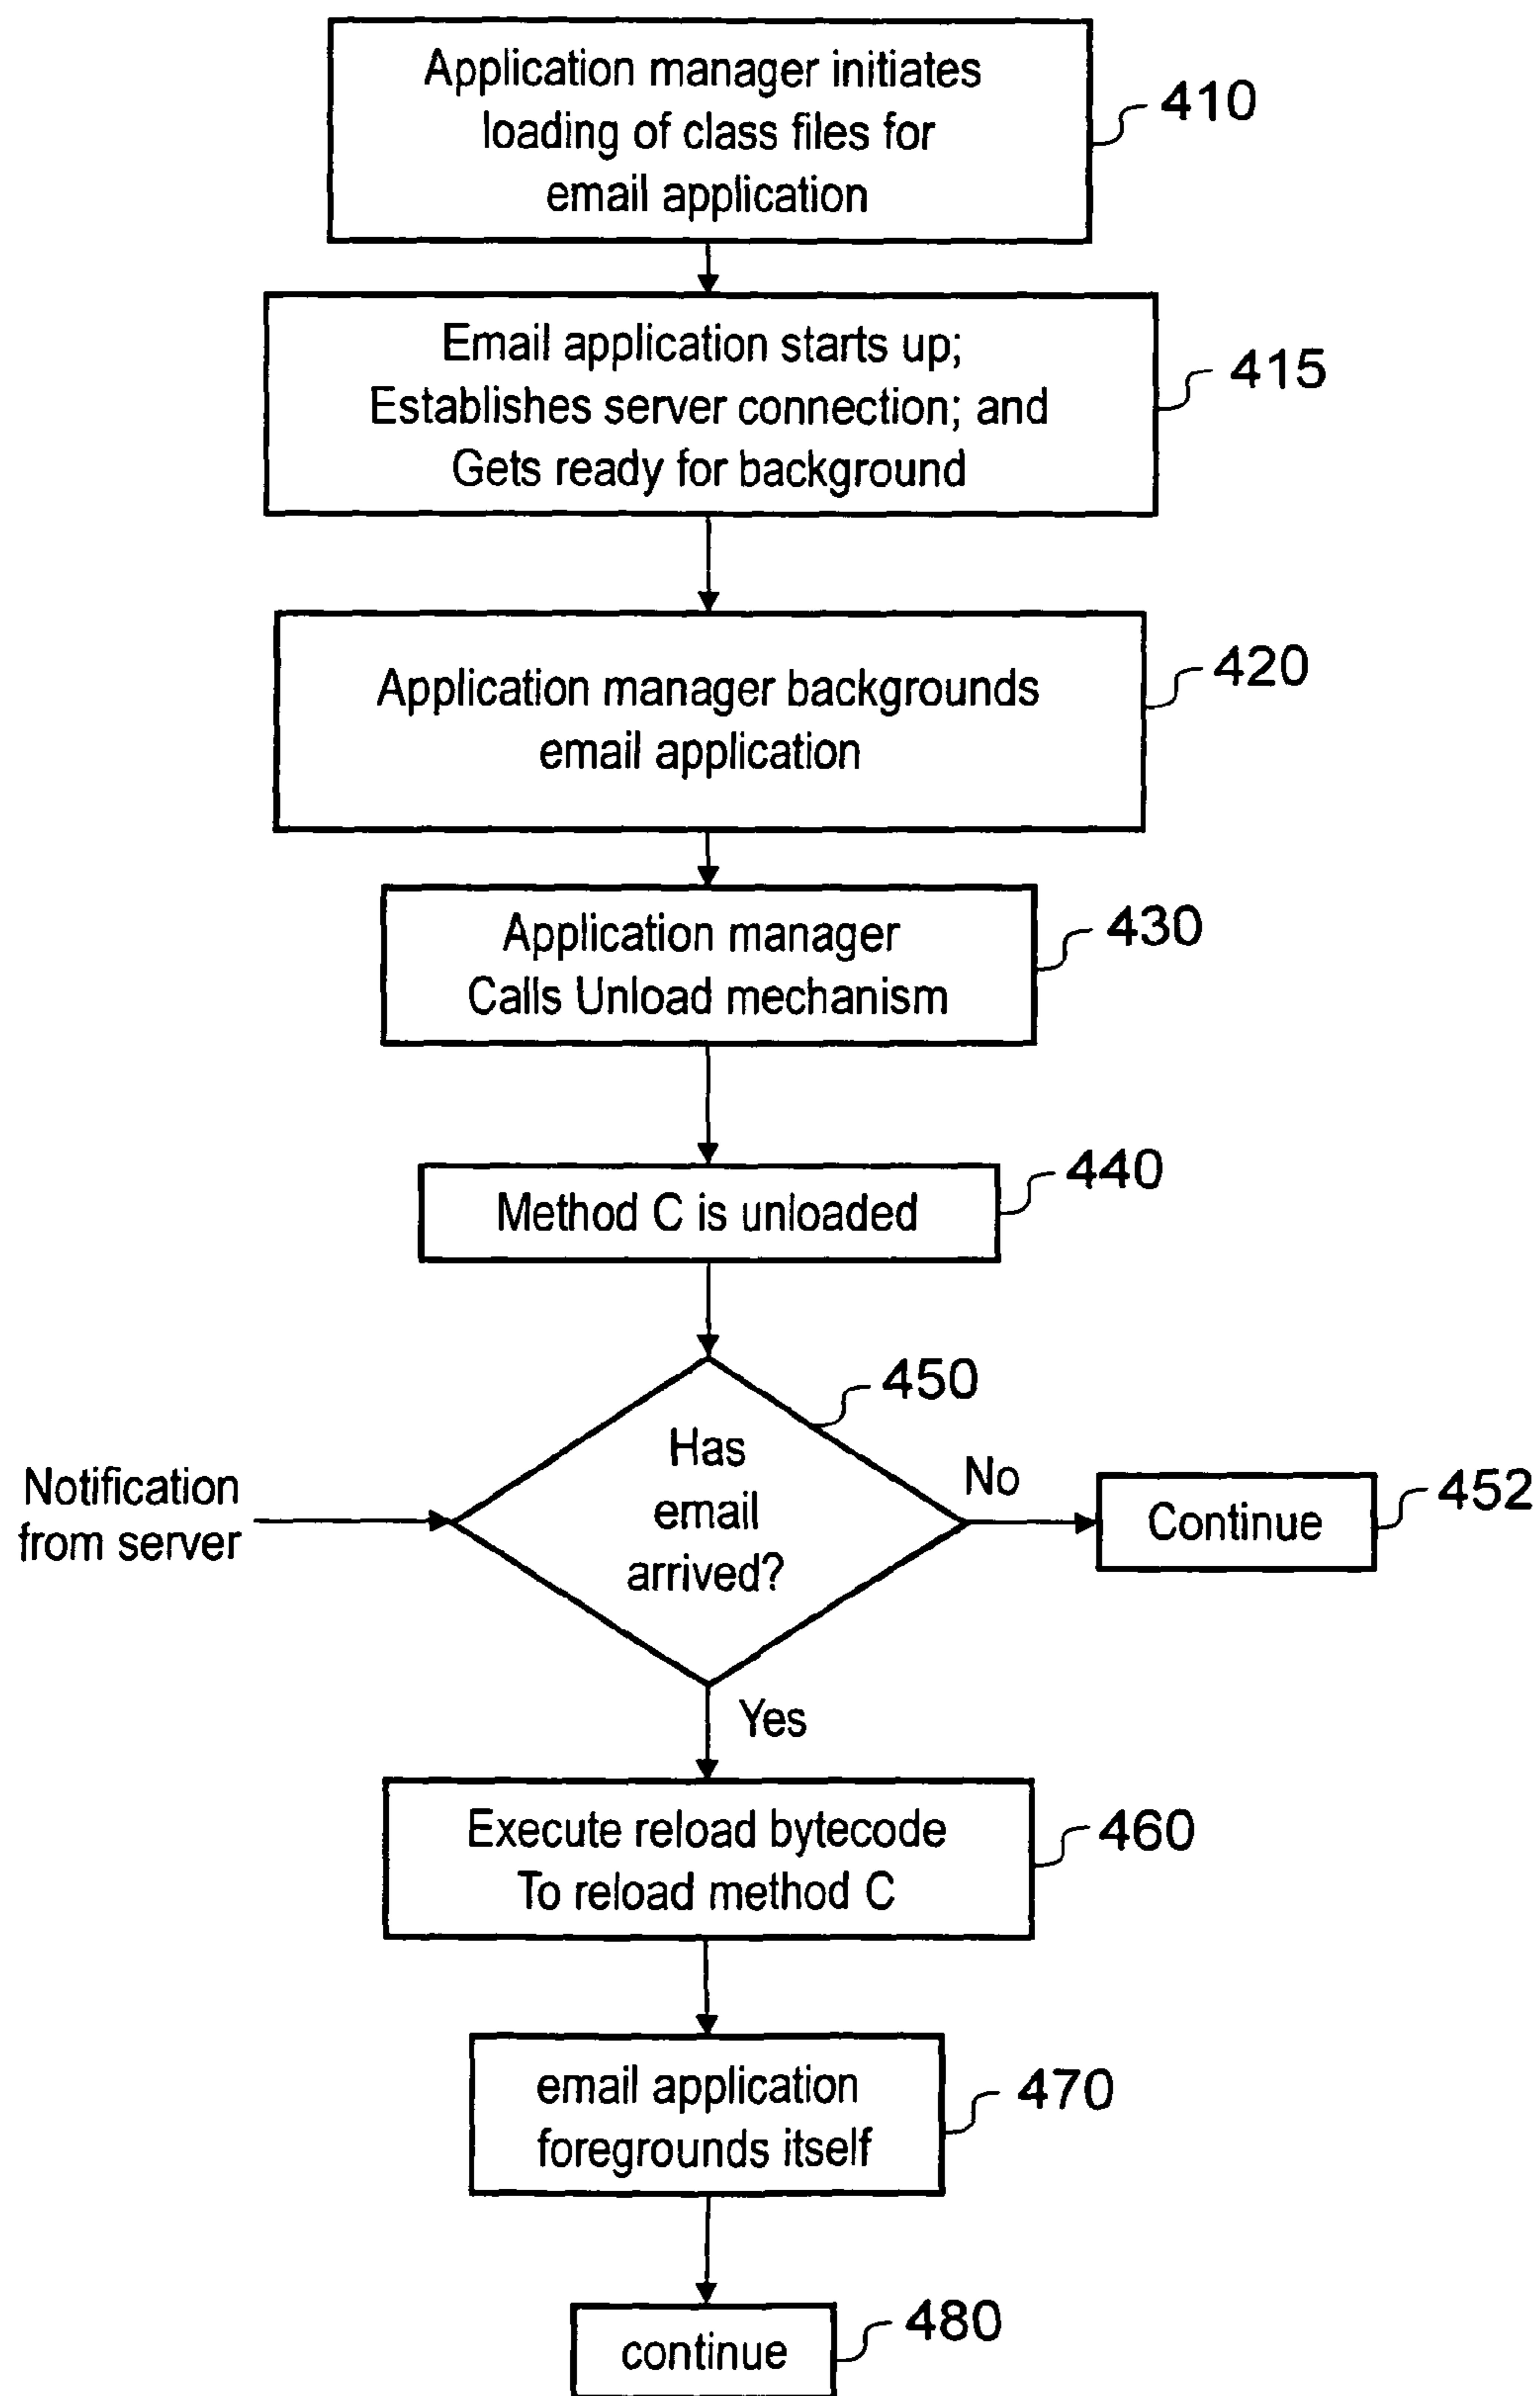 Application manager initiates
loading of class files for
email application
410
Email application starts up;
Establishes server connection; and
Gets ready for background
415
Application manager backgrounds
email application
420
Application manager
Calls Unload mechanism
430
Method C is unloaded
440
450
Has
email
arrived?
Notification
from server
No
Continue
452
Yes
Execute reload bytecode
To reload method C
460
email application
foregrounds itself
470
continue
480